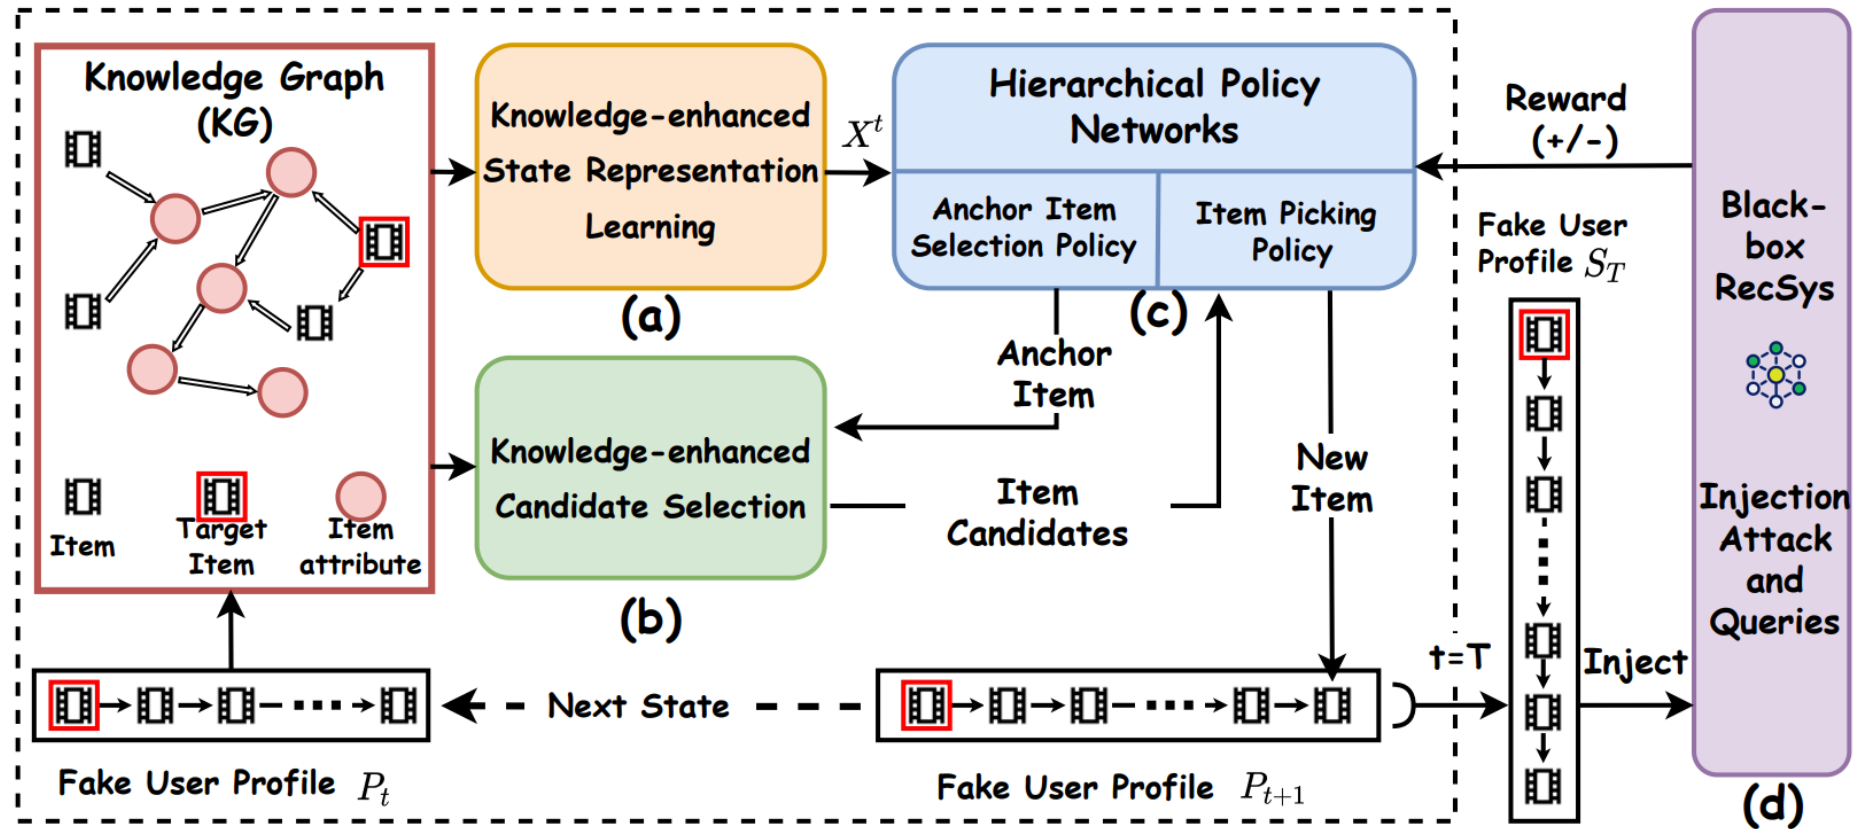 Knowledge Graph
(KG)
Item
Target
Item
Item
attribute
Knowledge-enhanced
State Representation
Learning
(a)
X^t
Hierarchical Policy
Networks
Anchor Item
Selection Policy
Item Picking
Policy
(c)
Knowledge-enhanced
Candidate Selection
(b)
Anchor
Item
Item
Candidates
New
Item
Reward
(+/-)
Fake User
Profile S_T
Black-
box
RecSys
Injection
Attack
and
Queries
(d)
t=T
Inject
Next State
Fake User Profile P_t
Fake User Profile P_{t+1}